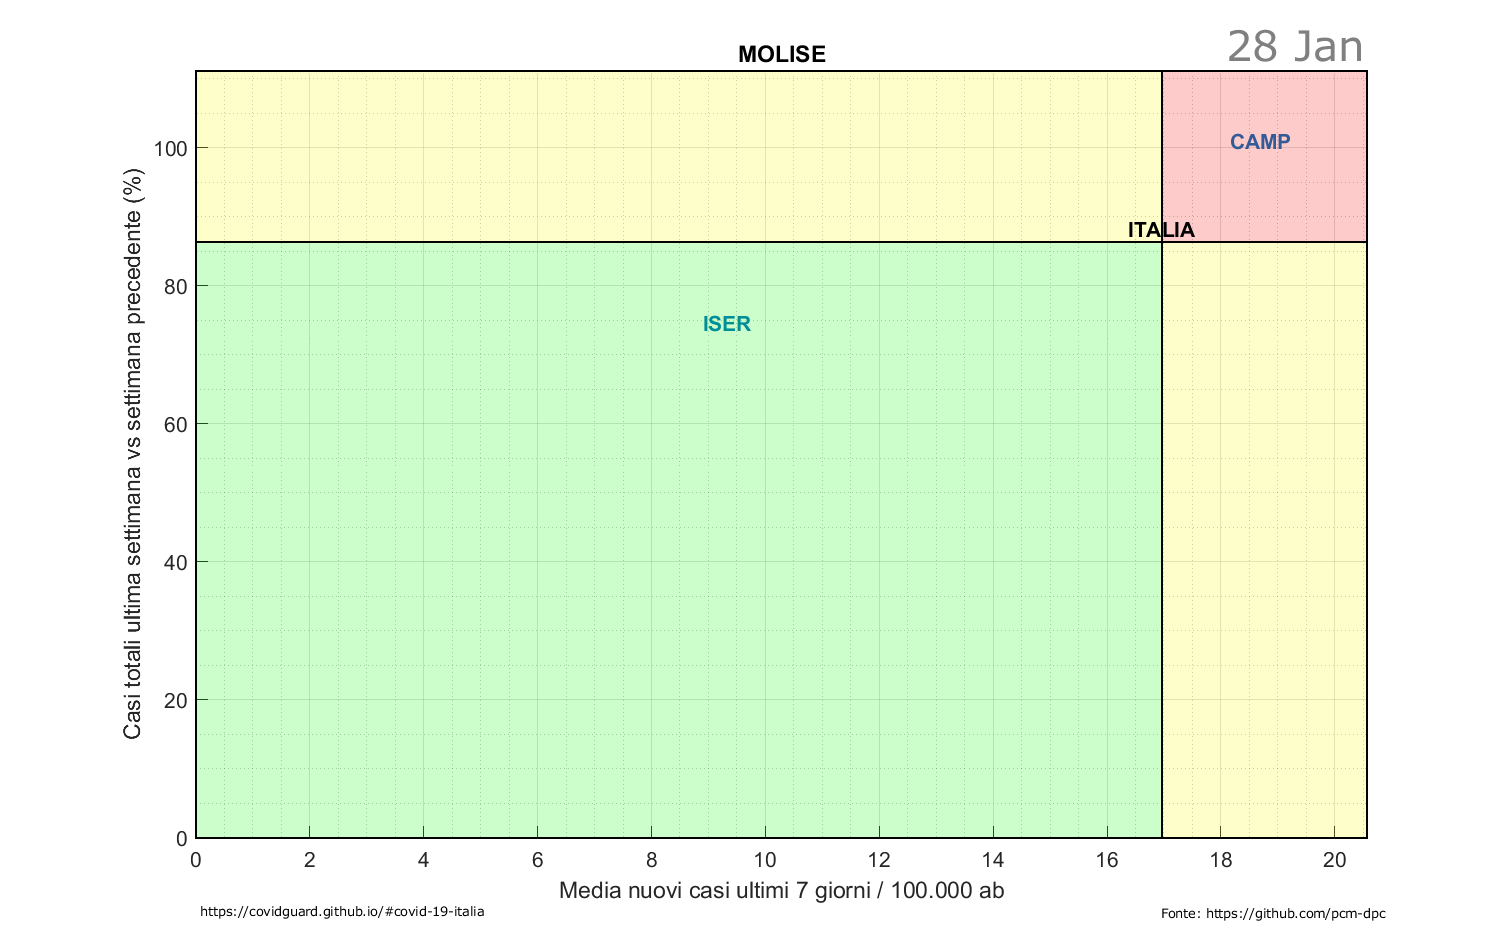 MOLISE
28 Jan
Casi totali ultima settimana vs settimana precedente (%)
100
80
60
40
20
0
CAMP
ITALIA
ISER
0 2 4 6 8 10 12 14 16 18 20
Media nuovi casi ultimi 7 giorni / 100.000 ab
https://covidguard.github.io/#covid-19-italia
Fonte: https://github.com/pcm-dpc